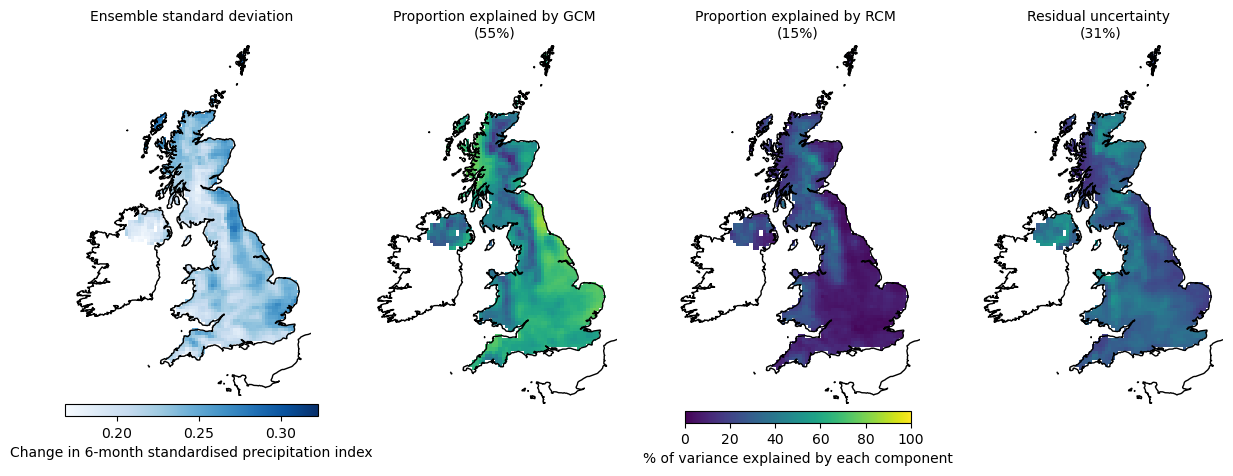 Ensemble standard deviation
Proportion explained by GCM
(55%)
Proportion explained by RCM
(15%)
Residual uncertainty
(31%)
0.20 0.25 0.30
Change in 6-month standardised precipitation index
0 20 40 60 80 100
% of variance explained by each component